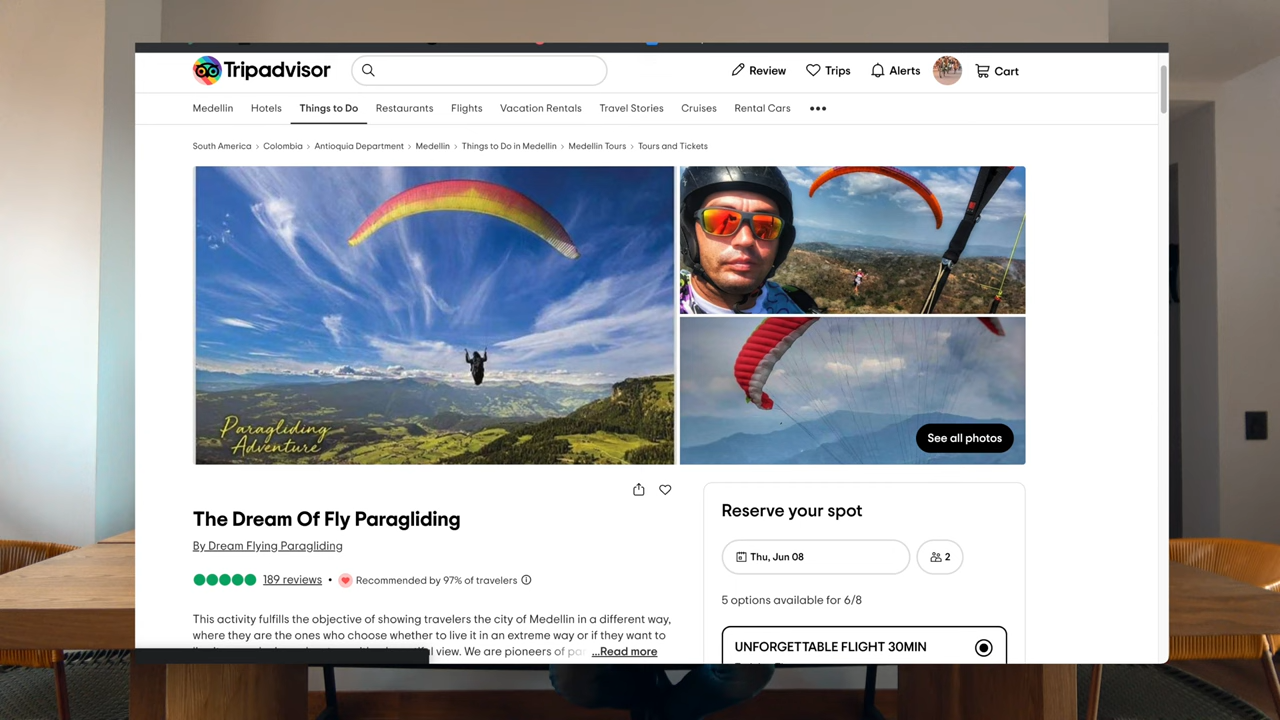 Tripadvisor
Review
Trips
Alerts
Cart
Medellin
Hotels
Things to Do
Restaurants
Flights
Vacation Rentals
Travel Stories
Cruises
Rental Cars
South America > Colombia > Antioquia Department > Medellin > Things to Do in Medellin > Medellin Tours > Tours and Tickets
Paragliding
Adventure
See all photos
The Dream Of Fly Paragliding
By Dream Flying Paragliding
189 reviews • Recommended by 97% of travelers
This activity fulfills the objective of showing travelers the city of Medellin in a different way,
where they are the ones who choose whether to live it in an extreme way or if they want to
view. We are pioneers of ...Read more
Reserve your spot
Thu, Jun 08
2
5 options available for 6/8
UNFORGETTABLE FLIGHT 30MIN